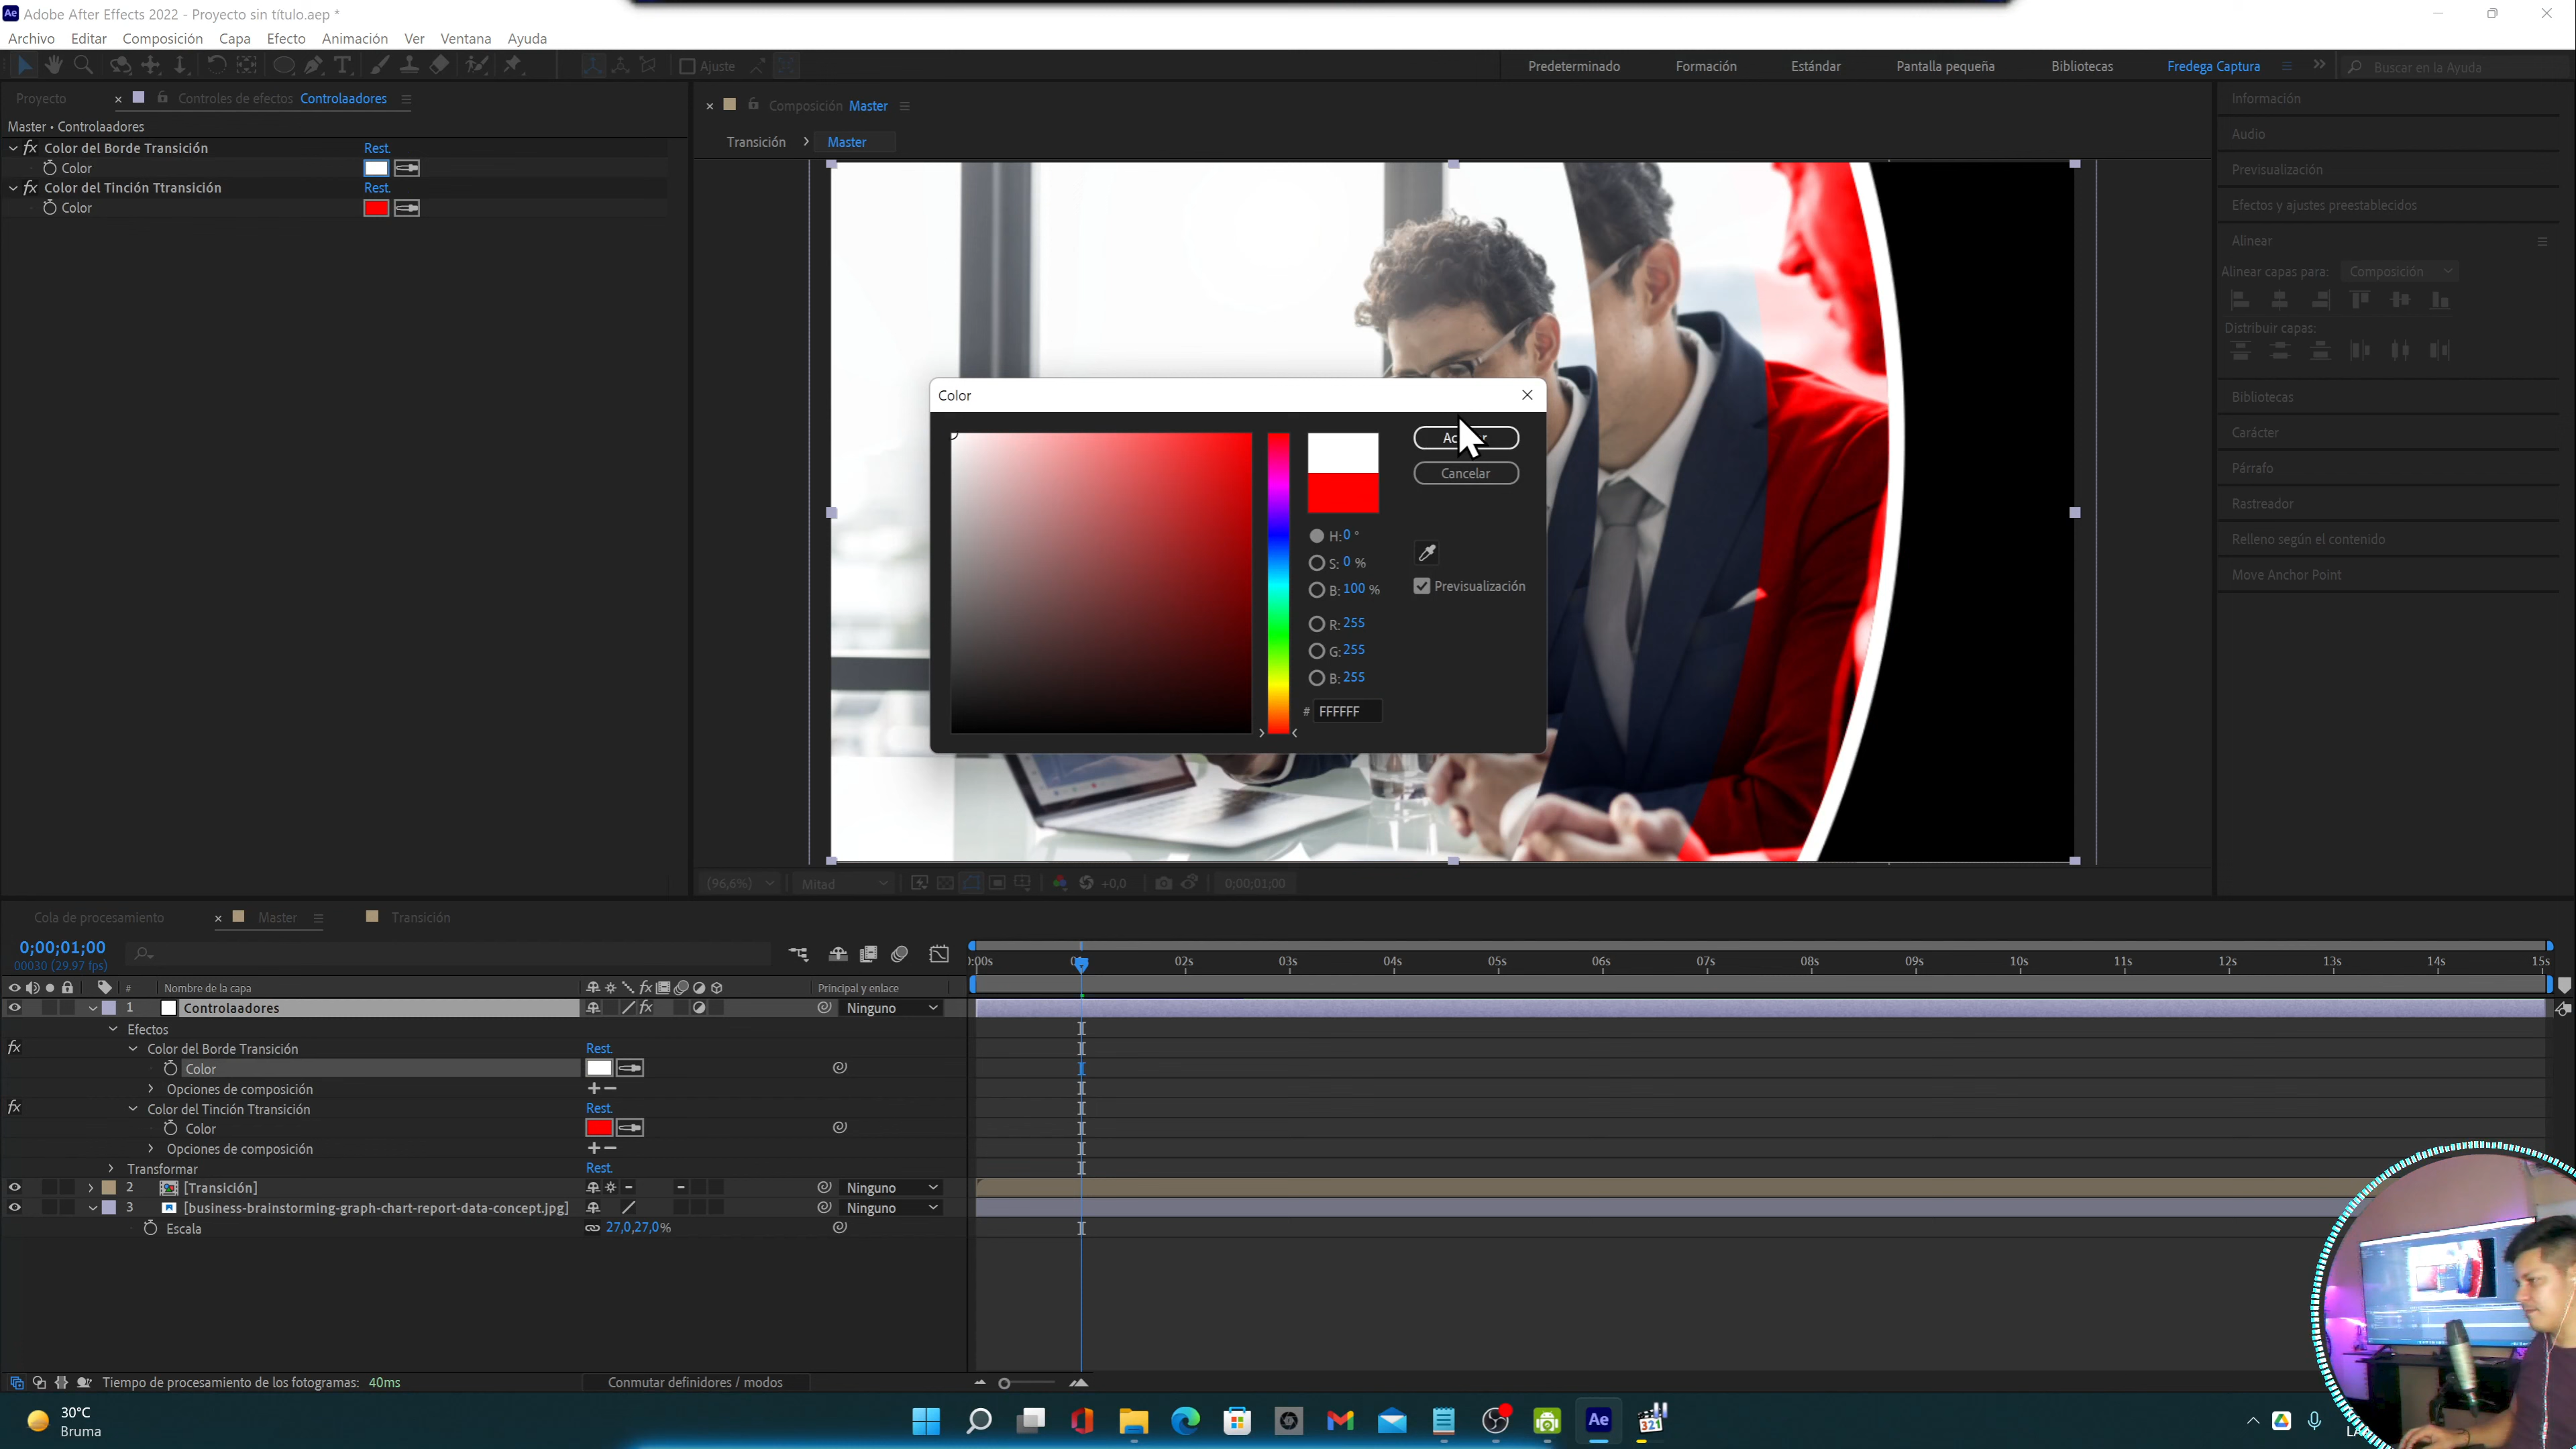 Adobe After Effects 2022 - Proyecto sin título.aep *
Archivo Editar Composición Capa Efecto Animación Ver Ventana Ayuda
Ajuste Predeterminado Formación Estándar Pantalla pequeña Bibliotecas Fredega Captura Buscar en la Ayuda
Proyecto Controles de efectos Controlaadores
Master • Controlaadores
Color del Borde Transición Rest.
Color
Color del Tinción Ttransición Rest.
Color
Composición Master
Transición Master
Color
Cancelar
H: 0 °
S: 0 %
B: 100 %
Previsualización
R: 255
G: 255
B: 255
# FFFFFF
(96,6%) Mitad +0,0 0;00;01;00
Información
Audio
Previsualización
Efectos y ajustes preestablecidos
Alinear
Alinear capas para: Composición
Distribuir capas:
Bibliotecas
Carácter
Párrafo
Rastreador
Relleno según el contenido
Move Anchor Point
Cola de procesamiento Master Transición
0;00;01;00
00030 (29.97 fps)
02s 03s 04s 05s 06s 07s 08s 09s 10s 11s 12s 13s 14s 15s
# Nombre de la capa Principal y enlace
1 Controlaadores Ninguno
Efectos
Color del Borde Transición Rest.
Color
Opciones de composición
Color del Tinción Ttransición Rest.
Color
Opciones de composición
Transformar Rest.
2 [Transición] Ninguno
3 [business-brainstorming-graph-chart-report-data-concept.jpg] Ninguno
Escala 27,0,27,0%
Tiempo de procesamiento de los fotogramas: 40ms Conmutar definidores / modos
30°C
Bruma
Ae
321